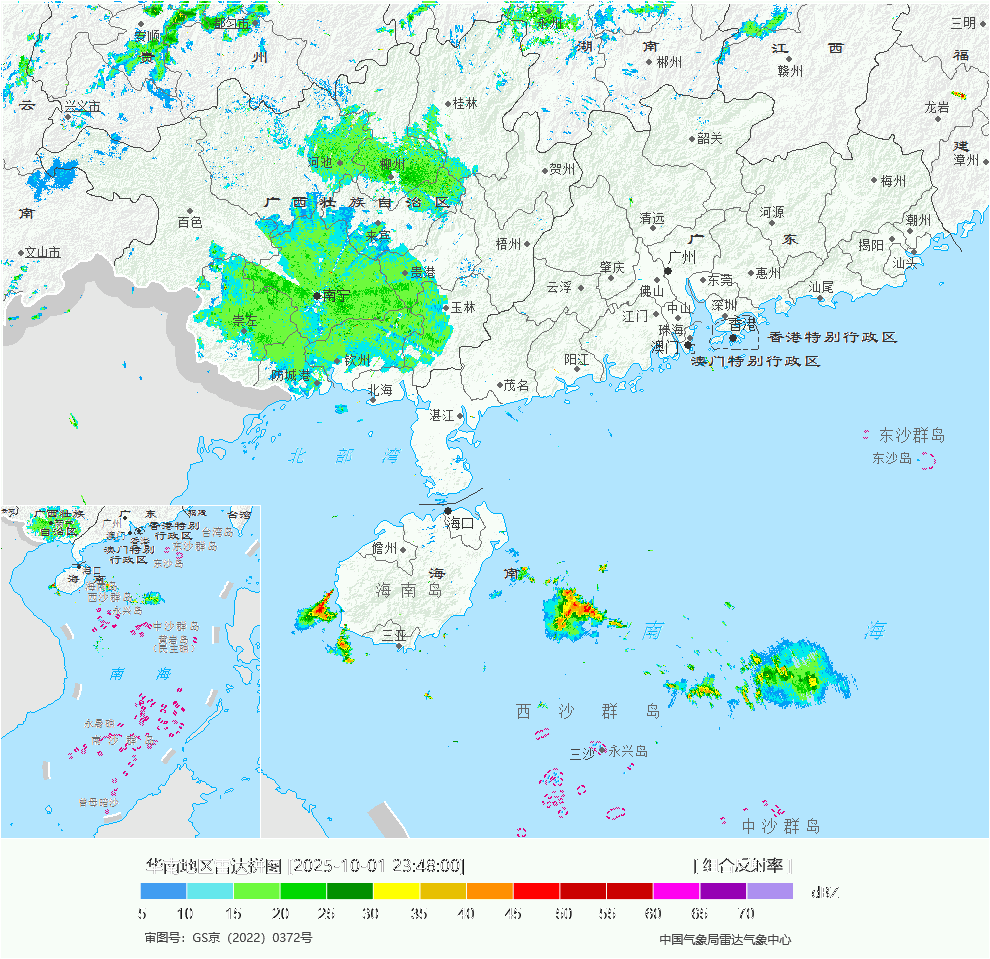 安顺
都匀市
永州
三明
贵
州
湖
南
江
西
福
郴州
赣州
云
兴义市
桂林
龙岩
韶关
建
河池
柳州
贺州
漳州
梅州
广西壮族自治区
南
百色
文山市
来宾
梧州
清远
广
东
河源
潮州
揭阳
汕头
贵港
肇庆
广州
东莞
惠州
南宁
云浮
佛山
汕尾
玉林
江门
中山
深圳
崇左
珠海
香港
香港特别行政区
澳门
澳门特别行政区
钦州
阳江
防城港
北海
茂名
湛江
东沙群岛
东沙岛
北部湾
海口
儋州
海
南
海南岛
三亚
南
海
西沙群岛
三沙
永兴岛
中沙群岛
广西壮族
自治区
广
东
福建
台湾
广州
香港特别
行政区
台湾岛
澳门特别
行政区
东沙群岛
东沙岛
海口
海
南
海南岛
西沙群岛
永兴岛
中沙群岛
黄岩岛
(民主礁)
南
海
永暑礁
南沙群岛
曾母暗沙
华南地区雷达拼图 [2025-10-01 23:48:00]
[ 组合反射率 ]
dBZ
5 10 15 20 25 30 35 40 45 50 55 60 65 70
审图号：GS京（2022）0372号
中国气象局雷达气象中心